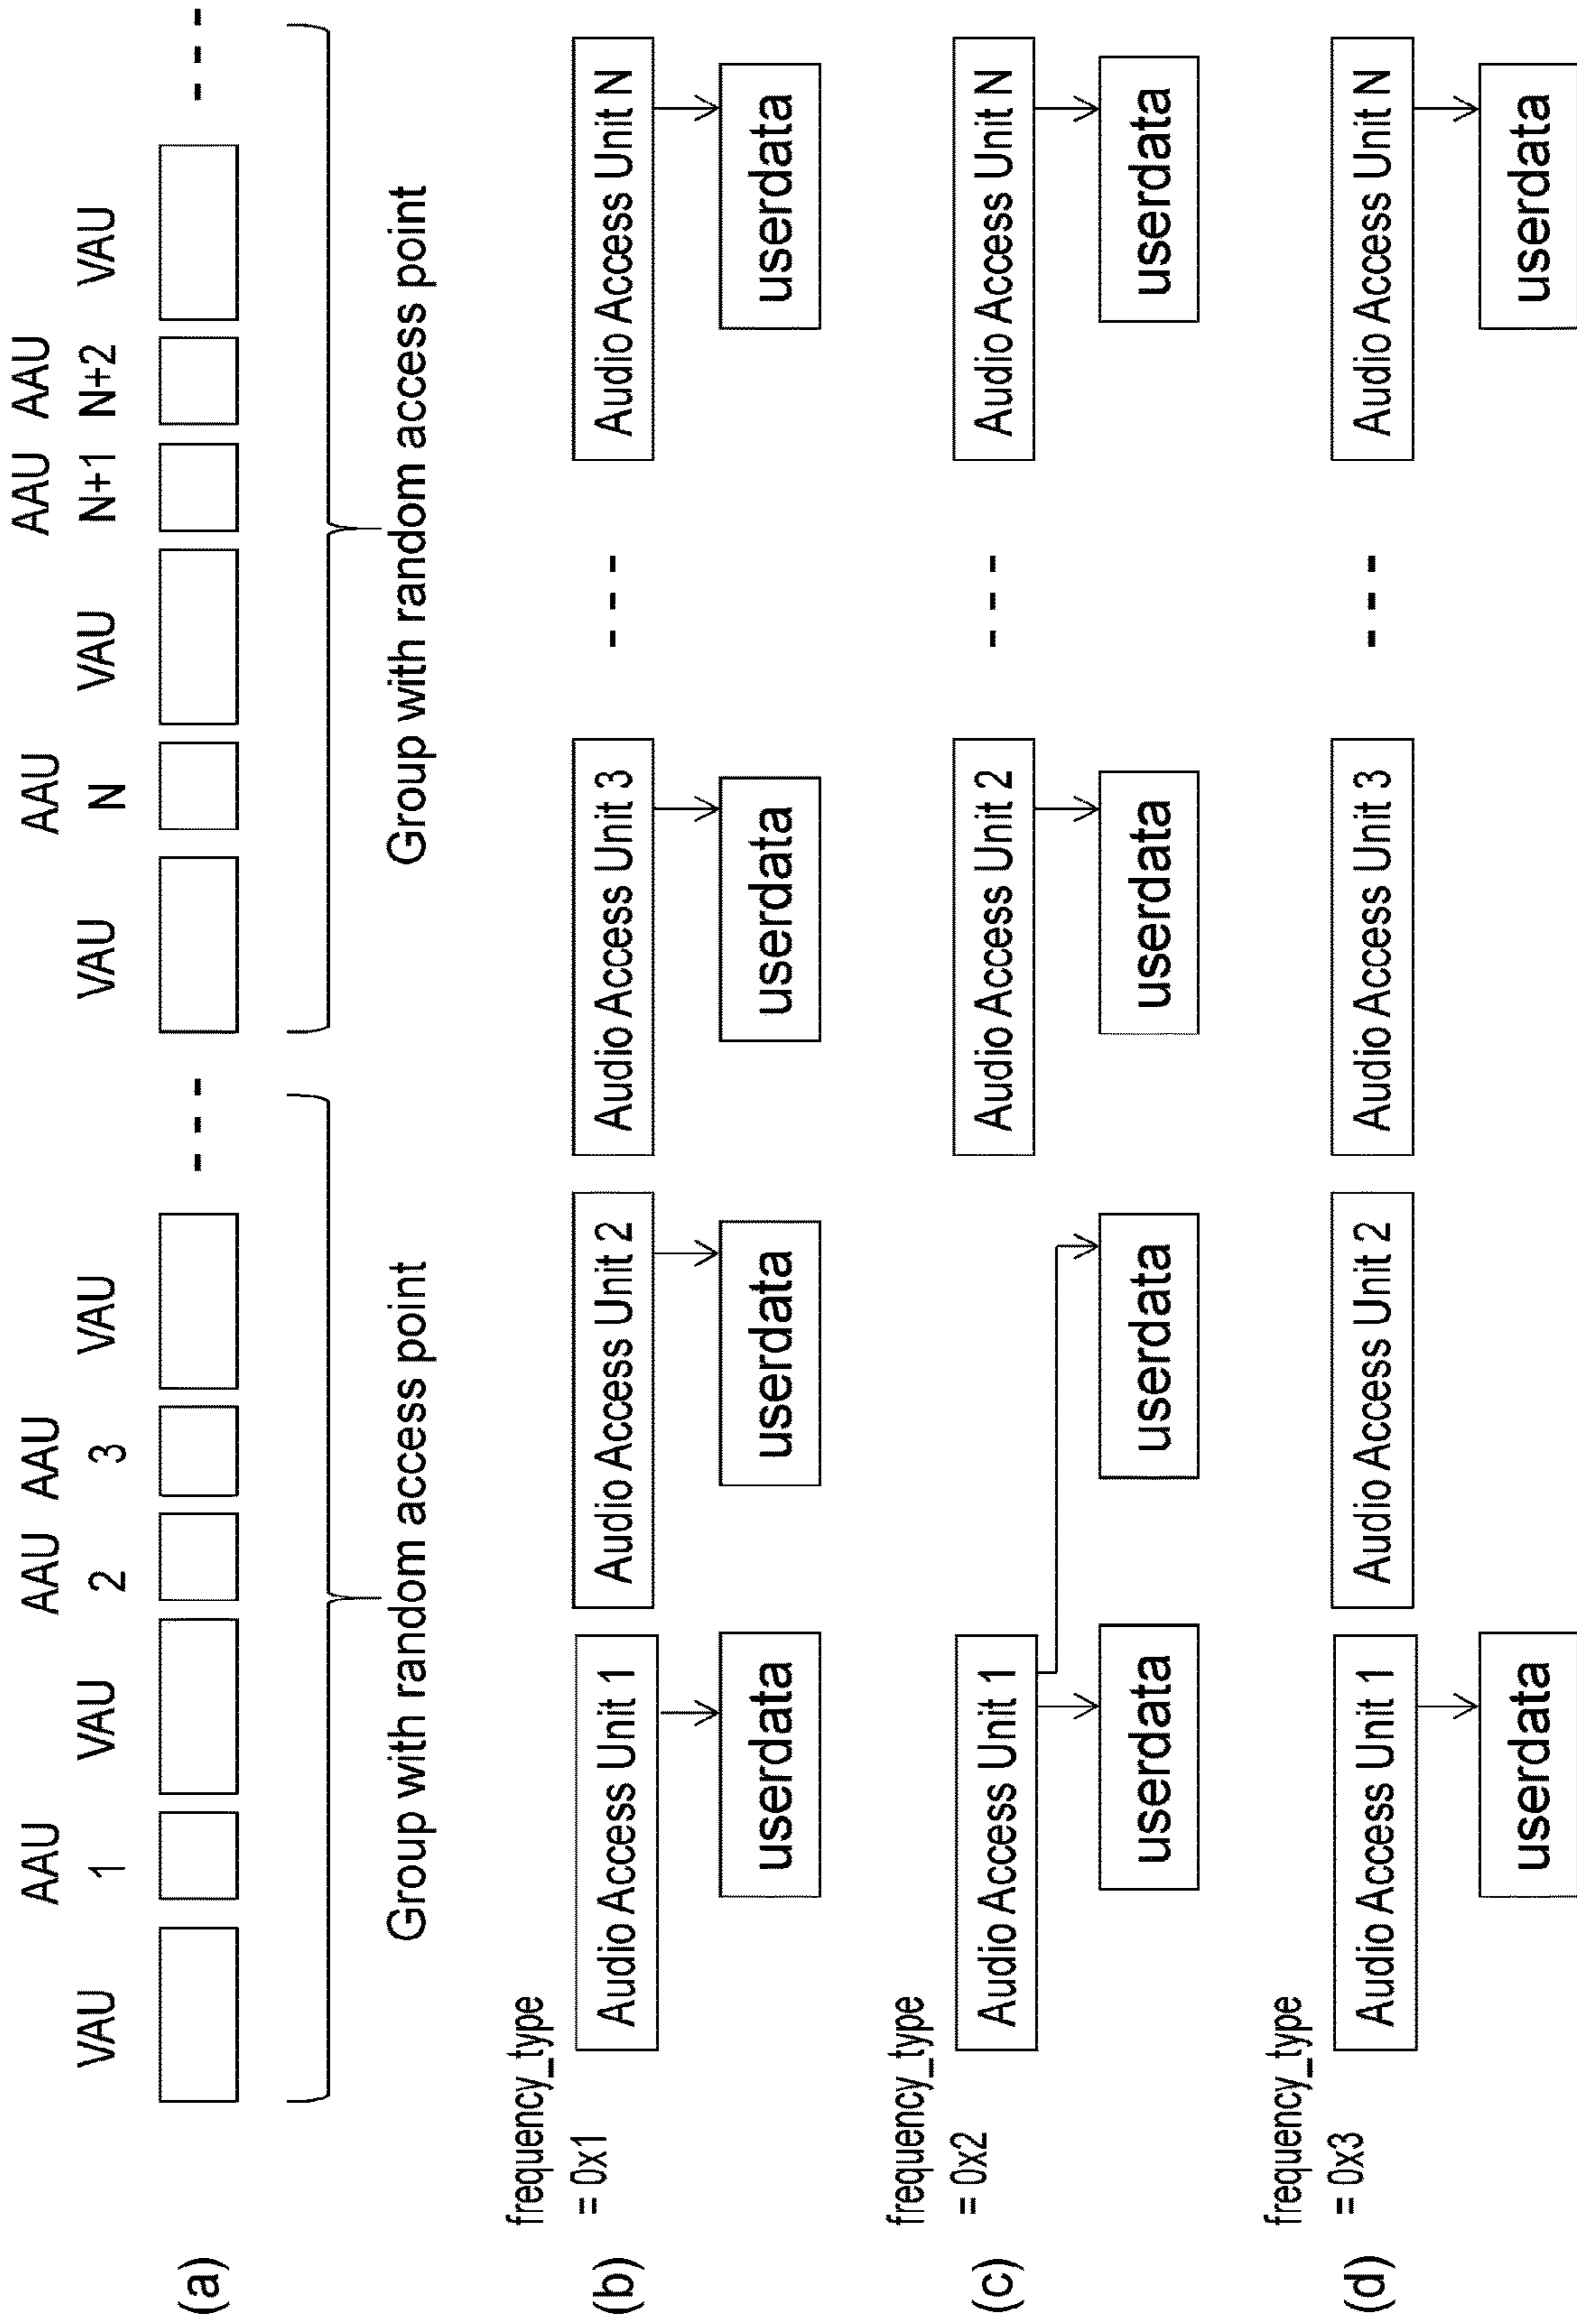 AAU AAU AAU AAU AAU AAU
VAU 1 VAU 2 3 VAU VAU N VAU N+1 N+2 VAU
(a)
Group with random access point Group with random access point
frequency_type
= 0x1
(b) Audio Access Unit 1 Audio Access Unit 2 Audio Access Unit 3 Audio Access Unit N
userdata userdata userdata userdata
frequency_type
= 0x2
(c) Audio Access Unit 1 Audio Access Unit 2 Audio Access Unit N
userdata userdata userdata userdata
frequency_type
= 0x3
(d) Audio Access Unit 1 Audio Access Unit 2 Audio Access Unit 3 Audio Access Unit N
userdata userdata